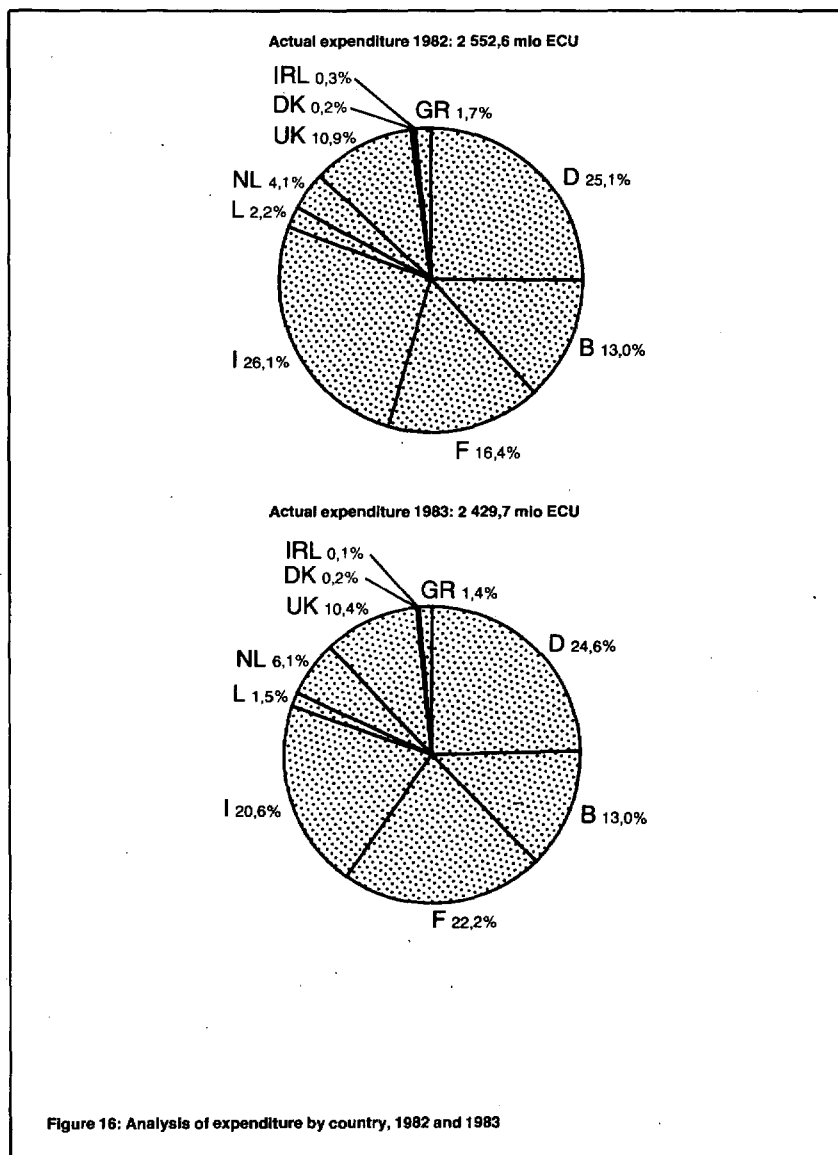 Actual expenditure 1982: 2 552,6 mio ECU
IRL 0,3%
DK 0,2%
GR 1,7%
UK 10,9%
NL 4,1%
D 25,1%
L 2,2%
I 26,1%
B 13,0%
F 16,4%
Actual expenditure 1983: 2 429,7 mio ECU
IRL 0,1%
DK 0,2%
GR 1,4%
UK 10,4%
D 24,6%
NL 6,1%
L 1,5%
I 20,6%
B 13,0%
F 22,2%
Figure 16: Analysis of expenditure by country, 1982 and 1983